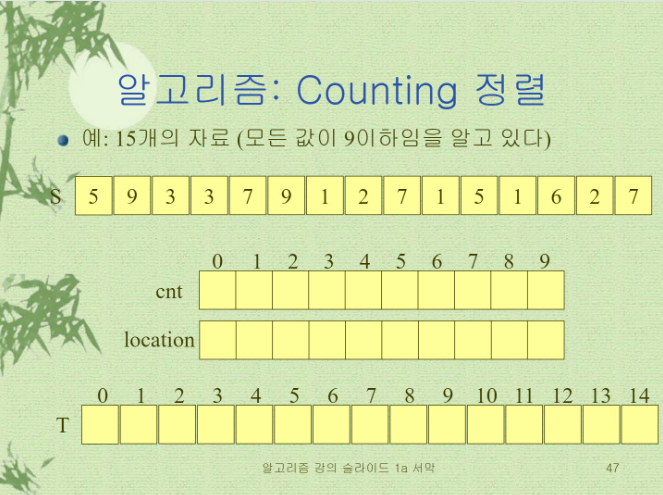 알고리즘: Counting 정렬
예: 15개의 자료 (모든 값이 9이하임을 알고 있다)
S 5 9 3 3 7 9 1 2 7 1 5 1 6 2 7
0 1 2 3 4 5 6 7 8 9
cnt
location
0 1 2 3 4 5 6 7 8 9 10 11 12 13 14
T
알고리즘 강의 슬라이드 1a 서막 47